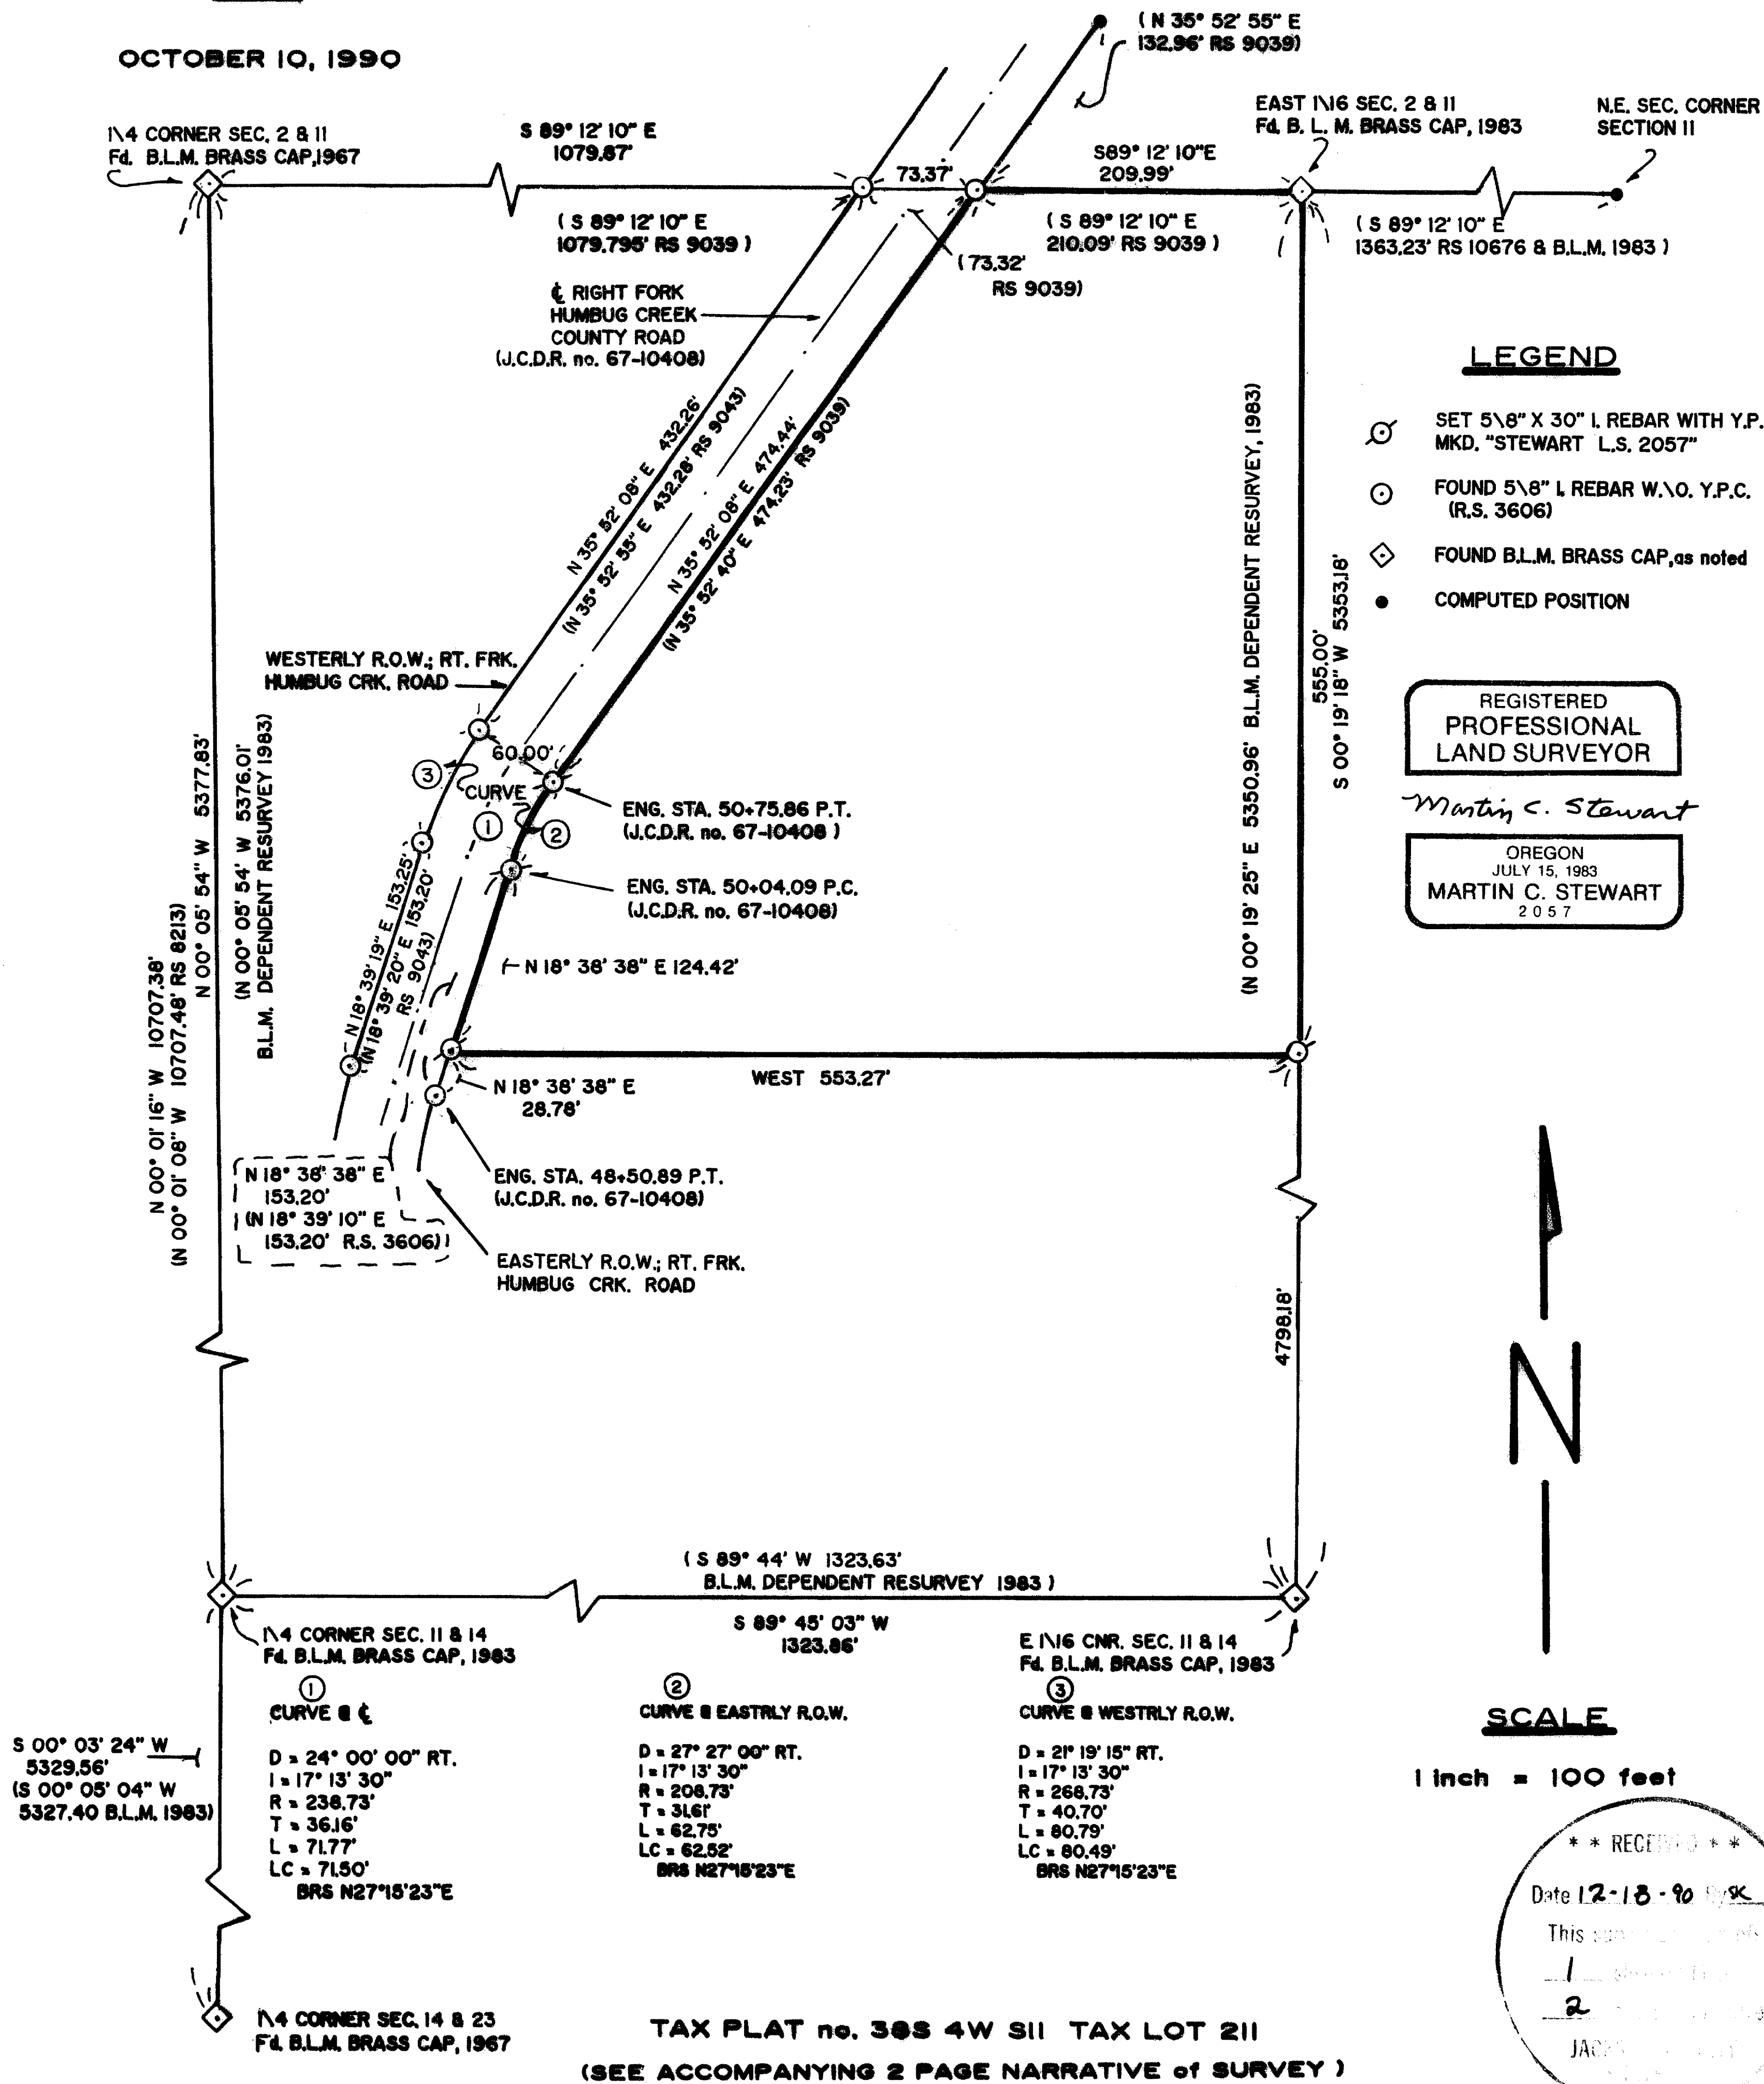 OCTOBER 10, 1990
( N 35° 52' 55" E
132.96' RS 9039)
1\4 CORNER SEC. 2 & 11
Fd. B.L.M. BRASS CAP,1967
S 89° 12' 10" E
1079.87'
( S 89° 12' 10" E
1079.795' RS 9039 )
73.37'
(73.32'
RS 9039)
S89° 12' 10"E
209.99'
( S 89° 12' 10" E
210.09' RS 9039 )
EAST 1\16 SEC. 2 & 11
Fd. B. L. M. BRASS CAP, 1983
N.E. SEC. CORNER
SECTION 11
( S 89° 12' 10" E
1363.23' RS 10676 & B.L.M. 1983 )
℄ RIGHT FORK
HUMBUG CREEK
COUNTY ROAD
(J.C.D.R. no. 67-10408)
N 35° 52' 08" E 432.26'
(N 35° 52' 55" E 432.28' RS 9043)
N 35° 52' 08" E 474.44'
(N 35° 52' 40" E 474.23' RS 9039)
LEGEND
SET 5\8" X 30" I. REBAR WITH Y.P.
MKD. "STEWART L.S. 2057"
FOUND 5\8" I. REBAR W.\O. Y.P.C.
(R.S. 3606)
FOUND B.L.M. BRASS CAP,as noted
COMPUTED POSITION
(N 00° 19' 25" E 5350.96' B.L.M. DEPENDENT RESURVEY, 1983)
555.00'
S 00° 19' 18" W 5353.18'
REGISTERED
PROFESSIONAL
LAND SURVEYOR
Martin C. Stewart
OREGON
JULY 15, 1983
MARTIN C. STEWART
2057
WESTERLY R.O.W.; RT. FRK.
HUMBUG CRK. ROAD
60.00'
3
CURVE
1
2
ENG. STA. 50+75.86 P.T.
(J.C.D.R. no. 67-10408 )
ENG. STA. 50+04.09 P.C.
(J.C.D.R. no. 67-10408)
N 18° 38' 38" E 124.42'
N 18° 39' 19" E 153.25'
(N 18° 39' 20" E 153.20'
RS 9043)
N 00° 01' 16" W 10707.38'
(N 00° 01' 08" W 10707.48' RS 8213)
N 00° 05' 54" W 5377.83'
(N 00° 05' 54' W 5376.01'
B.L.M. DEPENDENT RESURVEY 1983)
WEST 553.27'
N 18° 38' 38" E
28.78'
ENG. STA. 48+50.89 P.T.
(J.C.D.R. no. 67-10408)
N 18° 38' 38" E
153.20'
(N 18° 39' 10" E
153.20' R.S. 3606)
EASTERLY R.O.W.; RT. FRK.
HUMBUG CRK. ROAD
4798.18'
N
( S 89° 44' W 1323.63'
B.L.M. DEPENDENT RESURVEY 1983 )
S 89° 45' 03" W
1323.86'
1\4 CORNER SEC. 11 & 14
Fd. B.L.M. BRASS CAP, 1983
E 1\16 CNR. SEC. 11 & 14
Fd. B.L.M. BRASS CAP, 1983
S 00° 03' 24" W
5329.56'
(S 00° 05' 04" W
5327.40 B.L.M. 1983)
1
CURVE @ ℄
D = 24° 00' 00" RT.
I = 17° 13' 30"
R = 238.73'
T = 36.16'
L = 71.77'
LC = 71.50'
BRS N27°15'23"E
2
CURVE @ EASTRLY R.O.W.
D = 27° 27' 00" RT.
I = 17° 13' 30"
R = 208.73'
T = 31.61'
L = 62.75'
LC = 62.52'
BRS N27°15'23"E
3
CURVE @ WESTRLY R.O.W.
D = 21° 19' 15" RT.
I = 17° 13' 30"
R = 268.73'
T = 40.70'
L = 80.79'
LC = 80.49'
BRS N27°15'23"E
SCALE
1 inch = 100 feet
* * RECEIVED * *
Date 12-18-90 By SK
This
1
2
1\4 CORNER SEC. 14 & 23
Fd. B.L.M. BRASS CAP, 1967
TAX PLAT no. 38S 4W S11 TAX LOT 211
(SEE ACCOMPANYING 2 PAGE NARRATIVE of SURVEY )